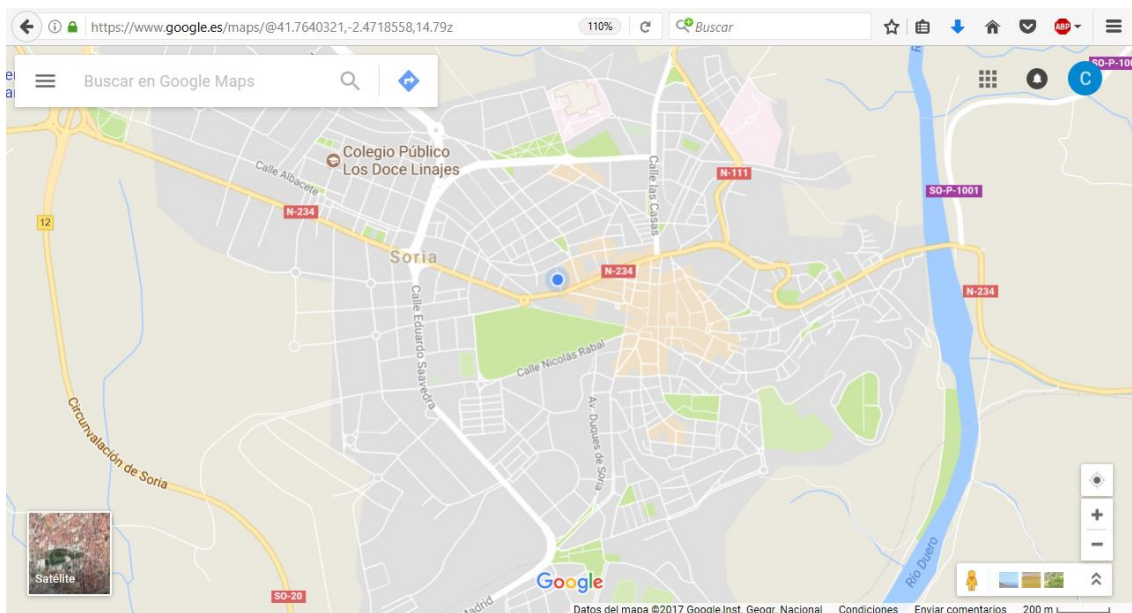 https://www.google.es/maps/@41.7640321,-2.4718558,14.79z
110%
Buscar
ABP
Buscar en Google Maps
C
SO-P-100
Colegio Público
Los Doce Linajes
Calle Albacete
N-234
12
Soria
Calle las Casas
N-111
SO-P-1001
N-234
N-234
Calle Eduardo Saavedra
Calle Nicolás Rabal
Av. Duques de Soria
Circunvalación de Soria
Río Duero
Satélite
SO-20
Madrid
Google
Datos del mapa ©2017 Google Inst. Geogr. Nacional Condiciones Enviar comentarios 200 m